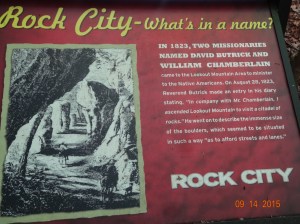 Rock City-What's in a name?
IN 1823, TWO MISSIONARIES
NAMED DAVID BUTRICK AND
WILLIAM CHAMBERLAIN
came to the Lookout Mountain Area to minister
to the Native Americans. On August 28, 1823,
Reverend Butrick made an entry in his diary
stating, "In company with Mr. Chamberlain, I
ascended Lookout Mountain to visit a citadel of
rocks." He went on to describe the immense size
of the boulders, which seemed to be situated
in such a way "as to afford streets and lanes."
ROCK CITY
09 14 2015